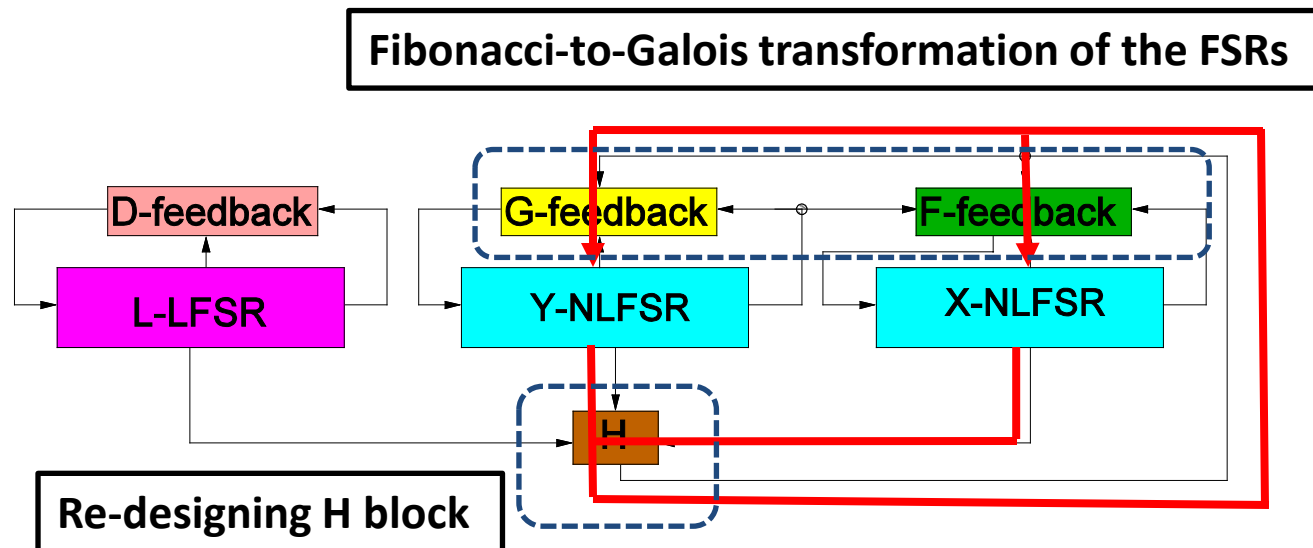 Fibonacci-to-Galois transformation of the FSRs
D-feedback
G-feedback
F-feedback
L-LFSR
Y-NLFSR
X-NLFSR
H
Re-designing H block